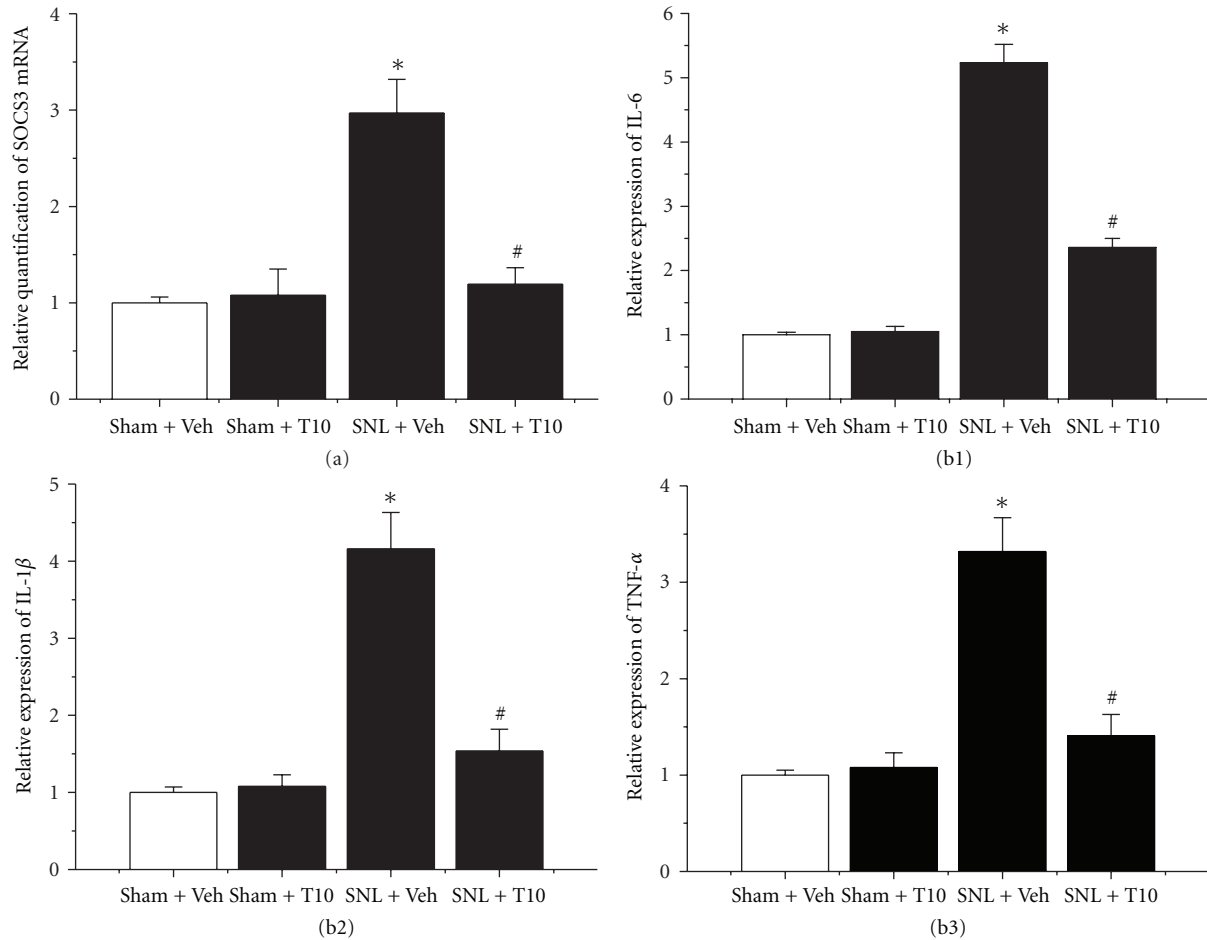 Relative quantification of SOCS3 mRNA
4
3
2
1
0
*
#
Sham + Veh Sham + T10 SNL + Veh SNL + T10
(a)
Relative expression of IL-6
6
5
4
3
2
1
0
*
#
Sham + Veh Sham + T10 SNL + Veh SNL + T10
(b1)
Relative expression of IL-1β
5
4
3
2
1
0
*
#
Sham + Veh Sham + T10 SNL + Veh SNL + T10
(b2)
Relative expression of TNF-α
4
3
2
1
0
*
#
Sham + Veh Sham + T10 SNL + Veh SNL + T10
(b3)